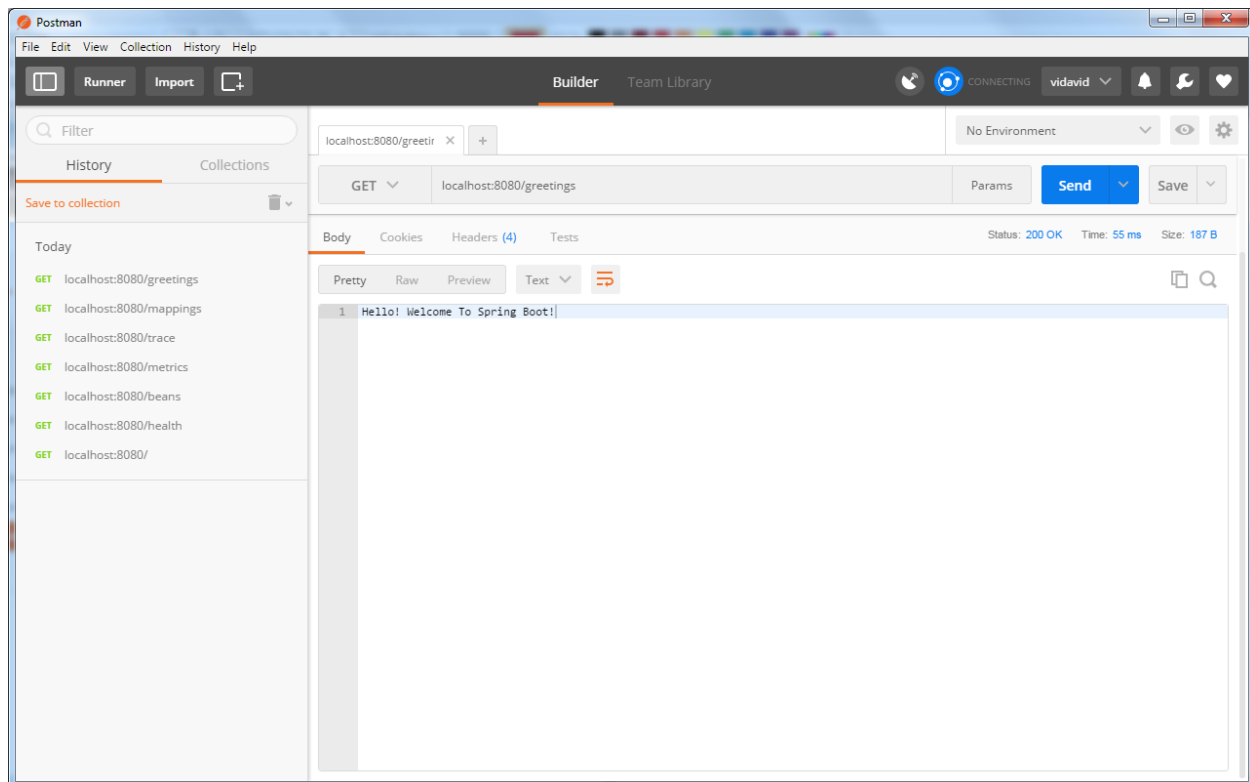 Postman
File Edit View Collection History Help
Runner Import Builder Team Library CONNECTING vidavid
Filter
History Collections
Save to collection
Today
GET localhost:8080/greetings
GET localhost:8080/mappings
GET localhost:8080/trace
GET localhost:8080/metrics
GET localhost:8080/beans
GET localhost:8080/health
GET localhost:8080/
localhost:8080/greetin + No Environment
GET localhost:8080/greetings Params Send Save
Body Cookies Headers (4) Tests Status: 200 OK Time: 55 ms Size: 187 B
Pretty Raw Preview Text
1 Hello! Welcome To Spring Boot!